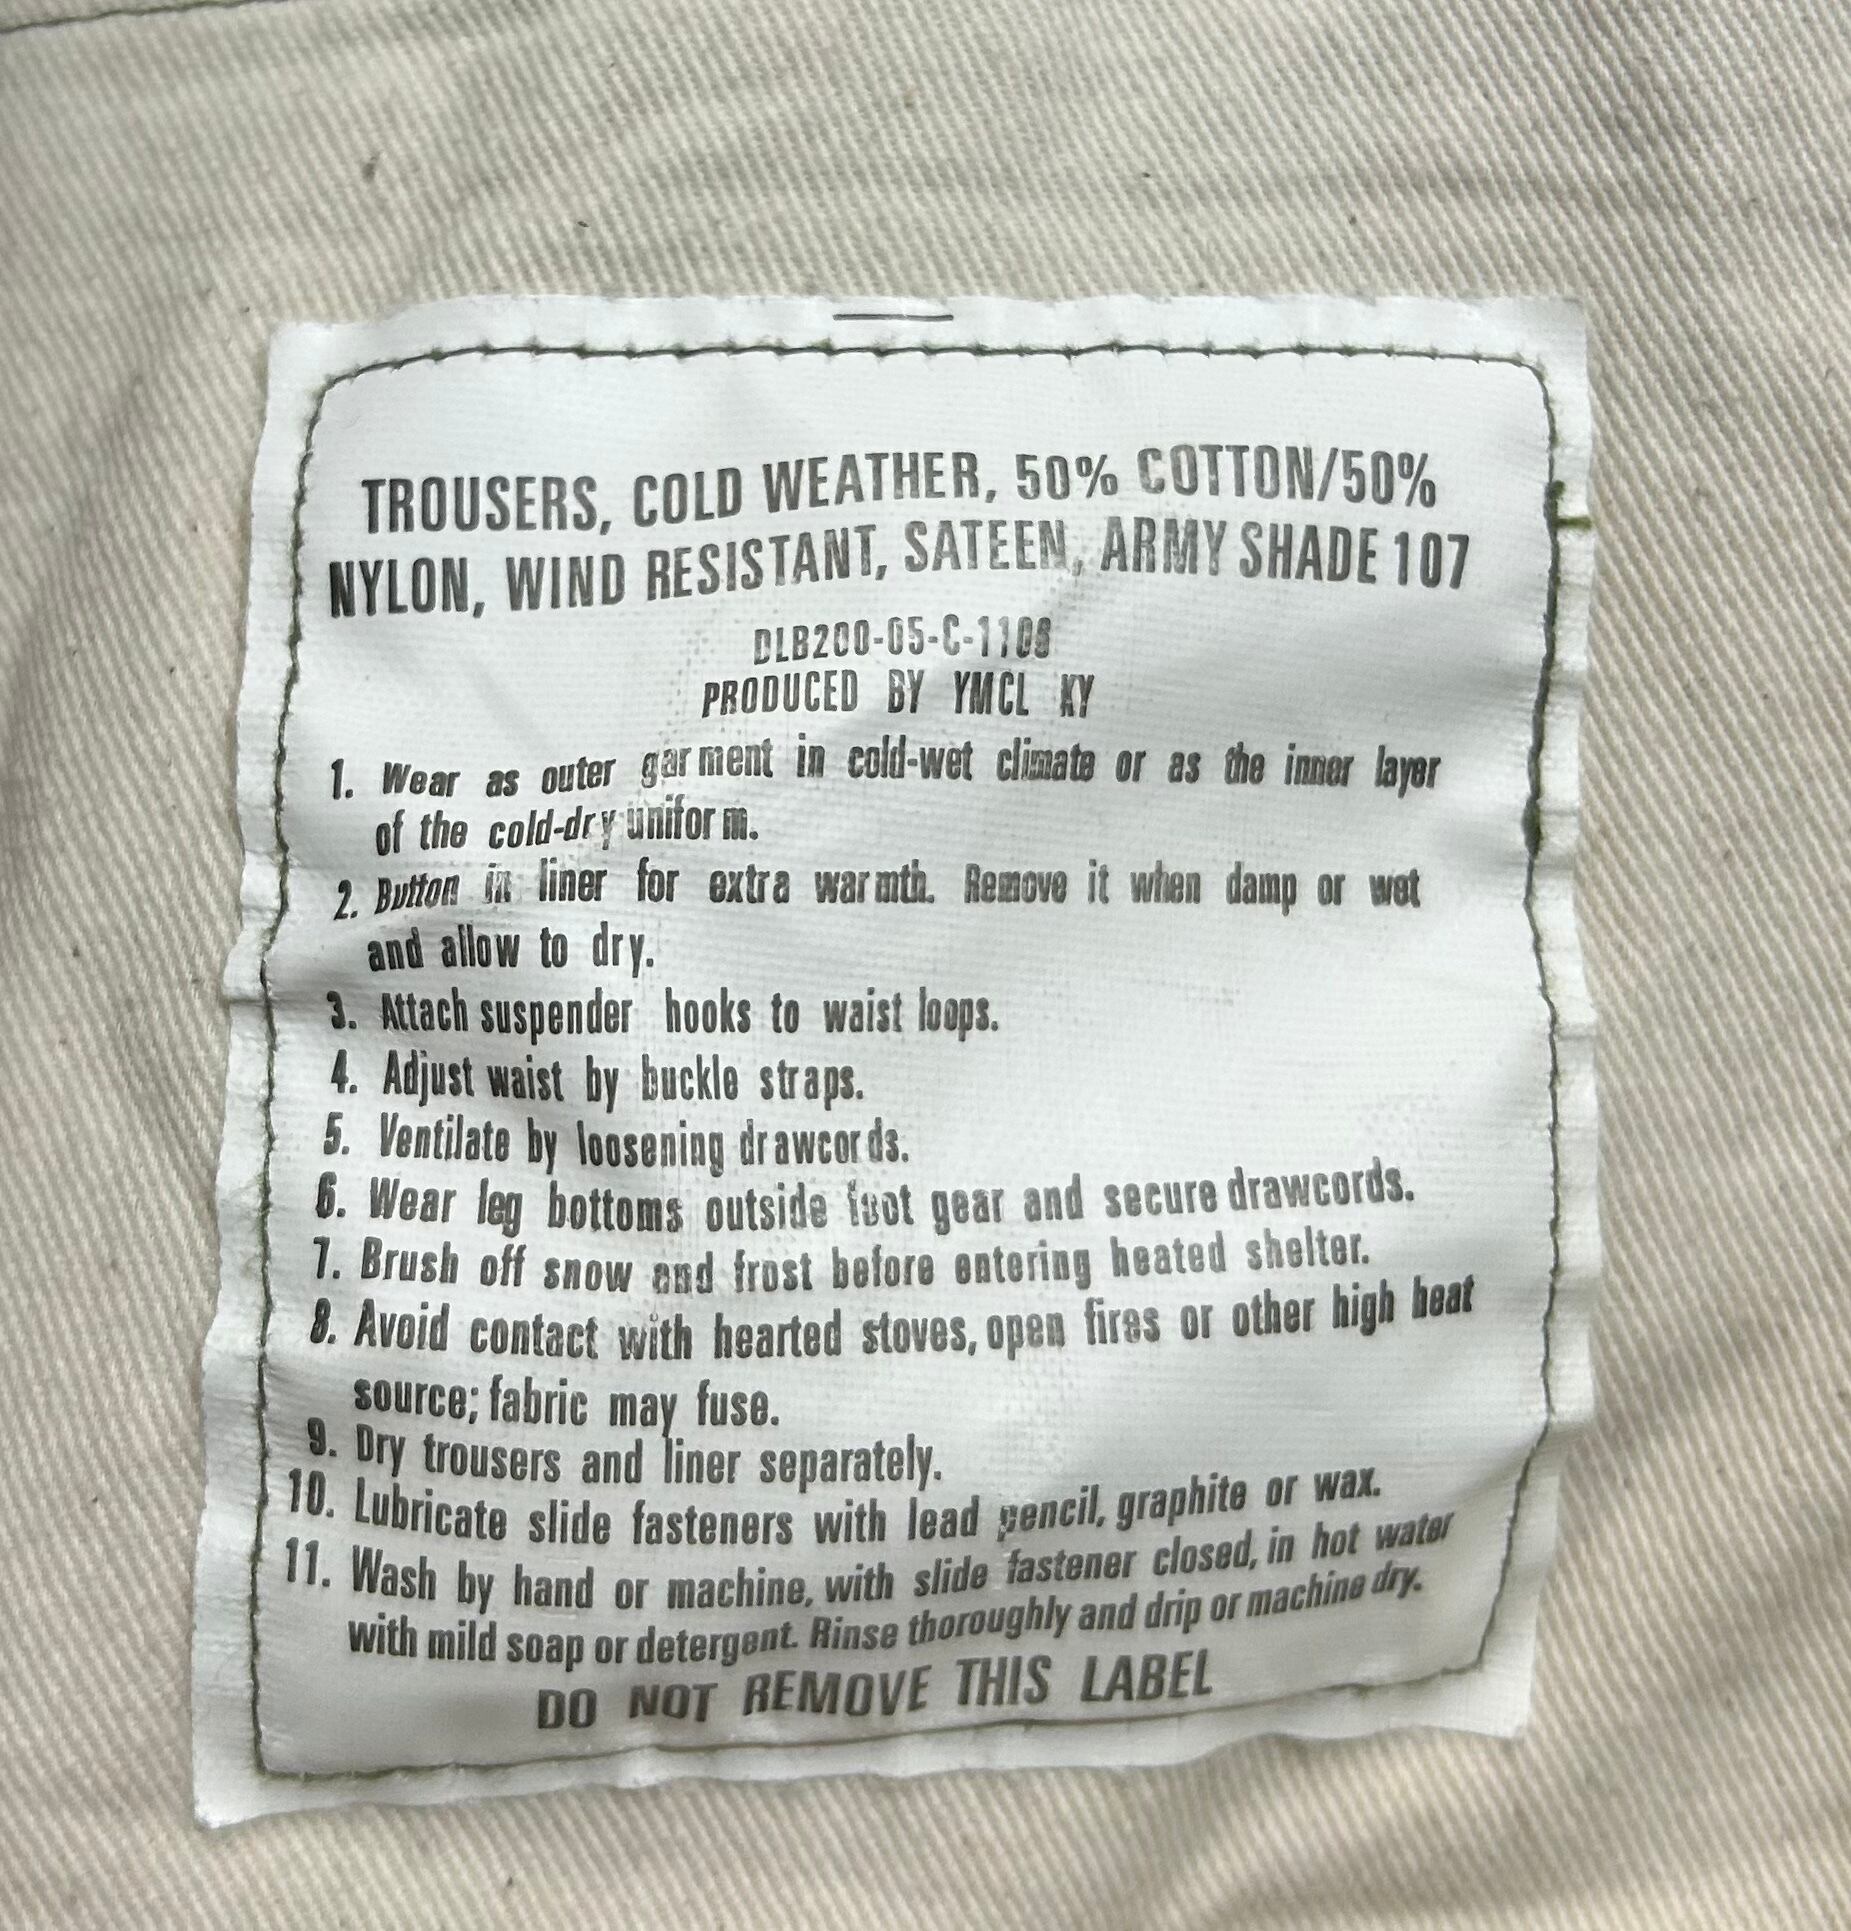 TROUSERS, COLD WEATHER, 50% COTTON/50%
NYLON, WIND RESISTANT, SATEEN, ARMY SHADE 107
DLB200-05-C-1108
PRODUCED BY YMCL KY
1. Wear as outer garment in cold-wet climate or as the inner layer
of the cold-dry uniform.
2. Button in liner for extra warmth. Remove it when damp or wet
and allow to dry.
3. Attach suspender hooks to waist loops.
4. Adjust waist by buckle straps.
5. Ventilate by loosening drawcords.
6. Wear leg bottoms outside foot gear and secure drawcords.
7. Brush off snow and frost before entering heated shelter.
8. Avoid contact with hearted stoves, open fires or other high heat
source; fabric may fuse.
9. Dry trousers and liner separately.
10. Lubricate slide fasteners with lead pencil, graphite or wax.
11. Wash by hand or machine, with slide fastener closed, in hot water
with mild soap or detergent. Rinse thoroughly and drip or machine dry.
DO NOT REMOVE THIS LABEL